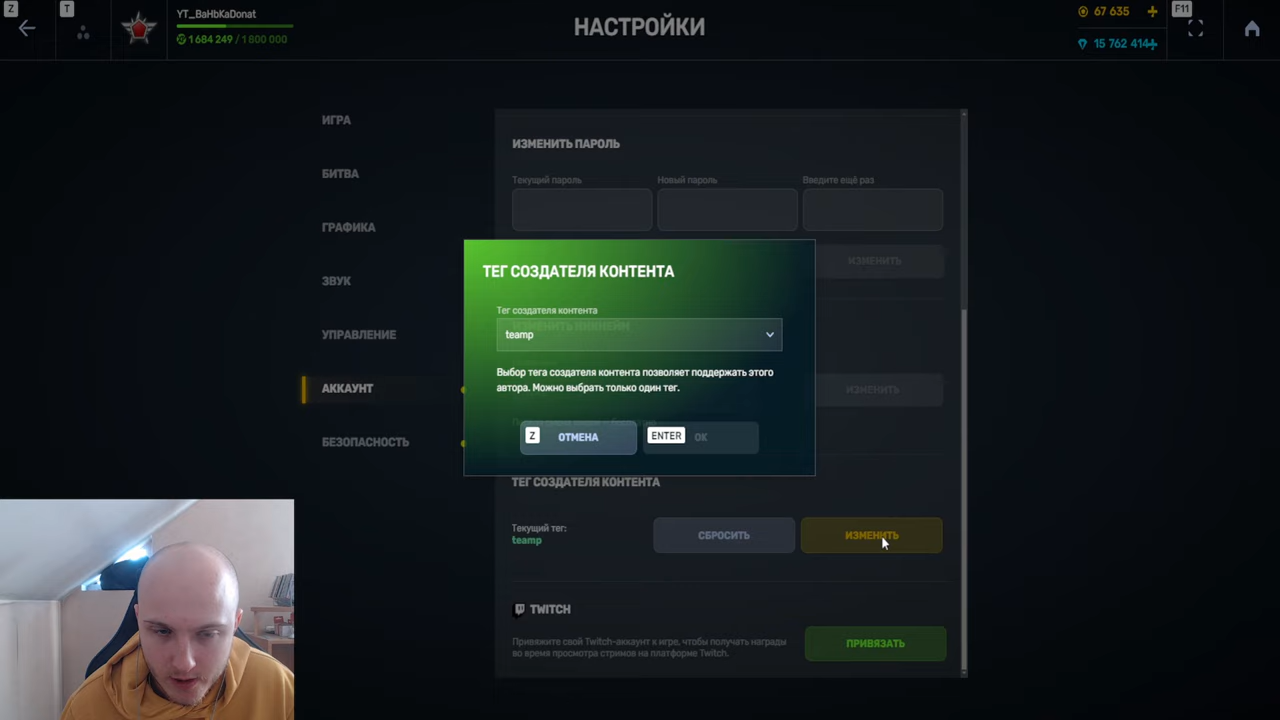 Z
T
YT_BaHbKaDonat
1 684 249 / 1 800 000
НАСТРОЙКИ
67 635
15 762 414
F11
ИГРА
БИТВА
ГРАФИКА
ЗВУК
УПРАВЛЕНИЕ
АККАУНТ
БЕЗОПАСНОСТЬ
ИЗМЕНИТЬ ПАРОЛЬ
Текущий пароль
Новый пароль
Введите ещё раз
ИЗМЕНИТЬ
ТЕГ СОЗДАТЕЛЯ КОНТЕНТА
Тег создателя контента
ИЗМЕНИТЬ НИКНЕЙМ
teamp
Выбор тега создателя контента позволяет поддержать этого
автора. Можно выбрать только один тег.
ИЗМЕНИТЬ
Z ОТМЕНА
ENTER OK
ТЕГ СОЗДАТЕЛЯ КОНТЕНТА
Текущий тег:
teamp
СБРОСИТЬ
ИЗМЕНИТЬ
TWITCH
Привяжите свой Twitch-аккаунт к игре, чтобы получать награды
во время просмотра стримов на платформе Twitch.
ПРИВЯЗАТЬ